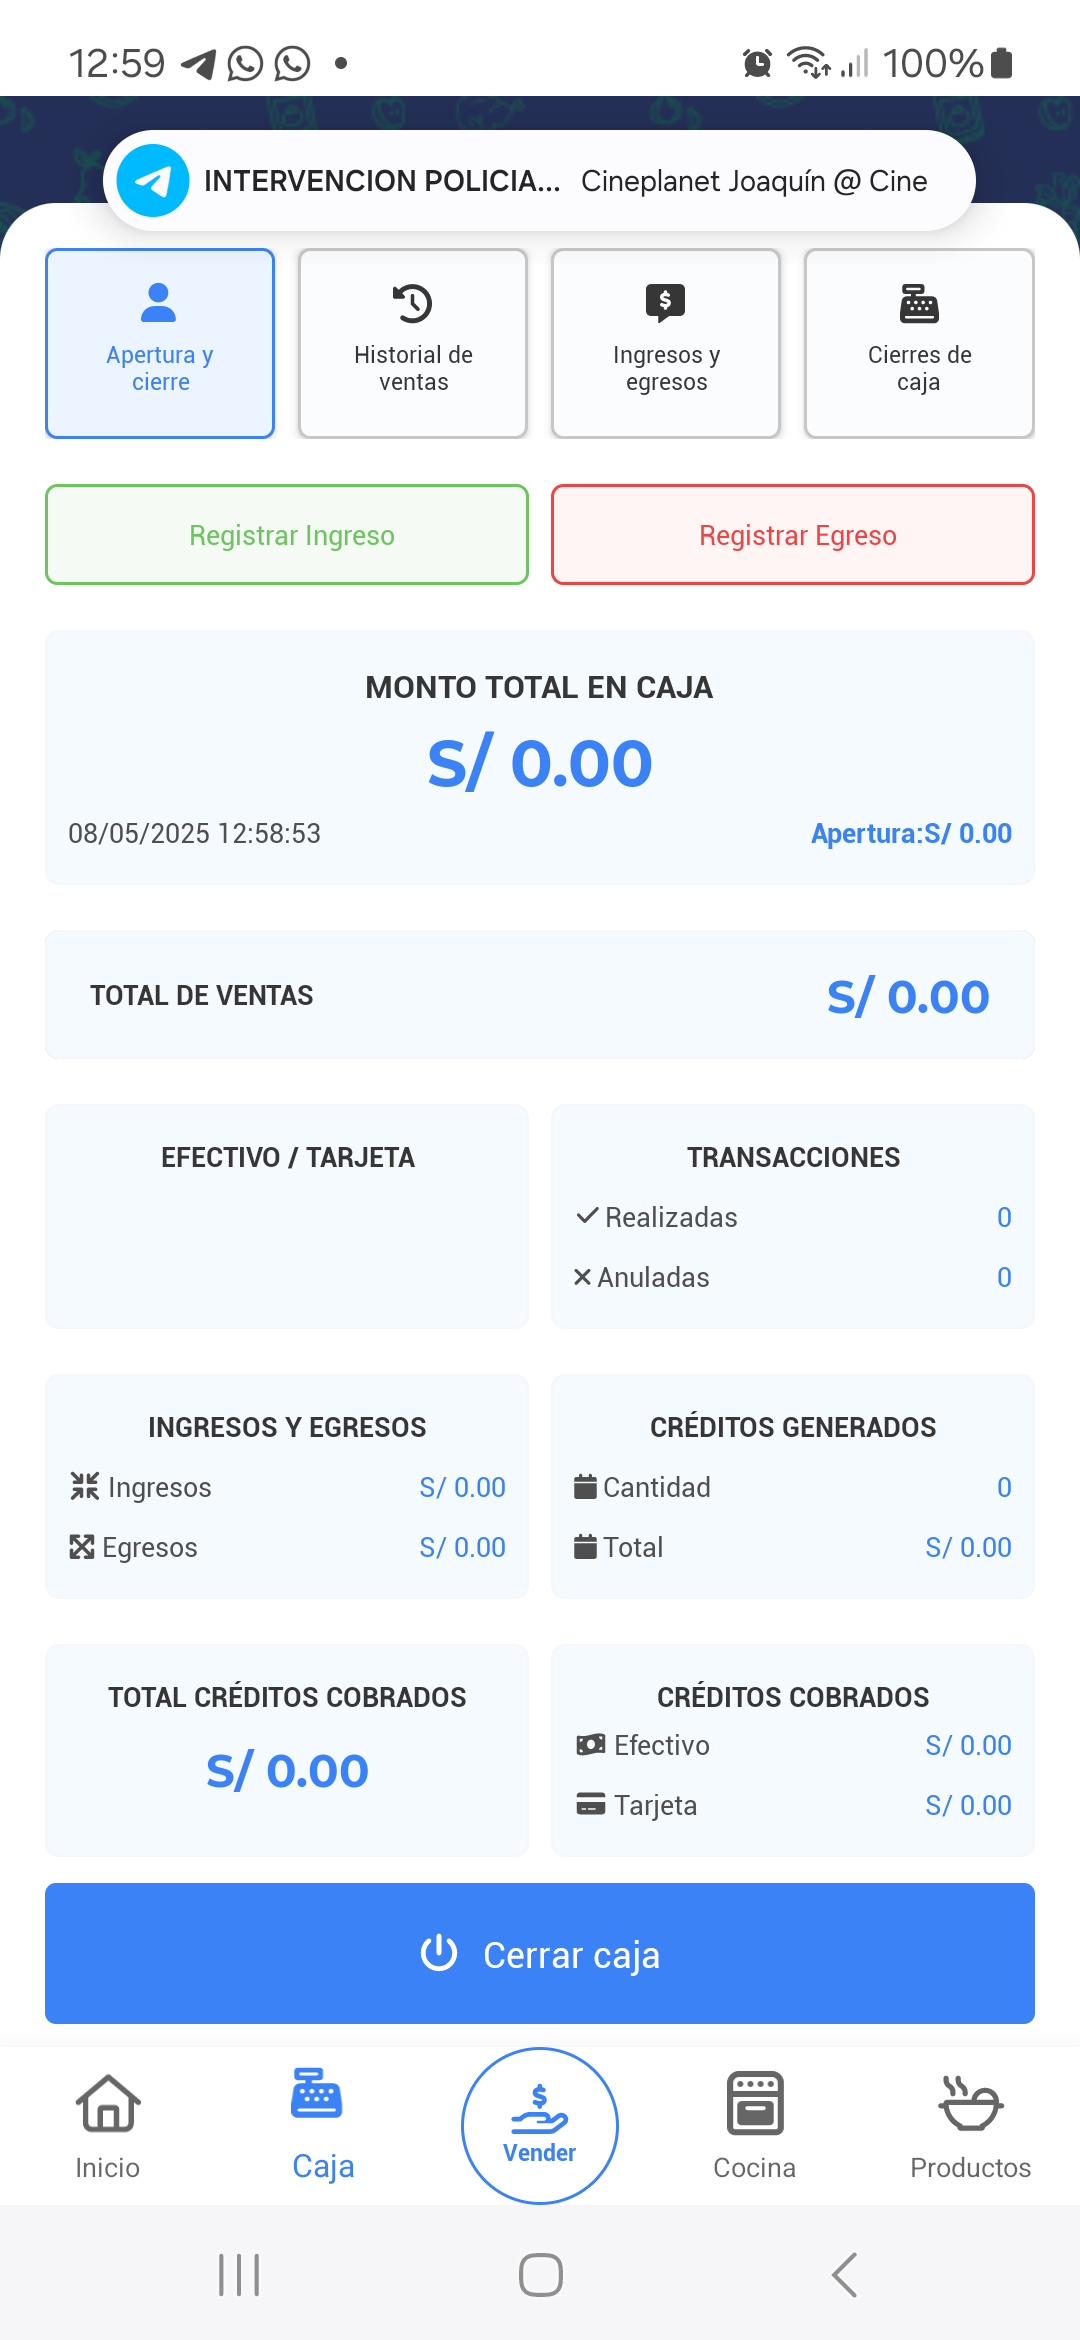 12:59
100%
INTERVENCION POLICIA... Cineplanet Joaquín @ Cine
Apertura y
cierre
Historial de
ventas
Ingresos y
egresos
Cierres de
caja
Registrar Ingreso
Registrar Egreso
MONTO TOTAL EN CAJA
S/ 0.00
08/05/2025 12:58:53
Apertura:S/ 0.00
TOTAL DE VENTAS
S/ 0.00
EFECTIVO / TARJETA
TRANSACCIONES
Realizadas 0
Anuladas 0
INGRESOS Y EGRESOS
Ingresos S/ 0.00
Egresos S/ 0.00
CRÉDITOS GENERADOS
Cantidad 0
Total S/ 0.00
TOTAL CRÉDITOS COBRADOS
S/ 0.00
CRÉDITOS COBRADOS
Efectivo S/ 0.00
Tarjeta S/ 0.00
Cerrar caja
Inicio
Caja
Vender
Cocina
Productos